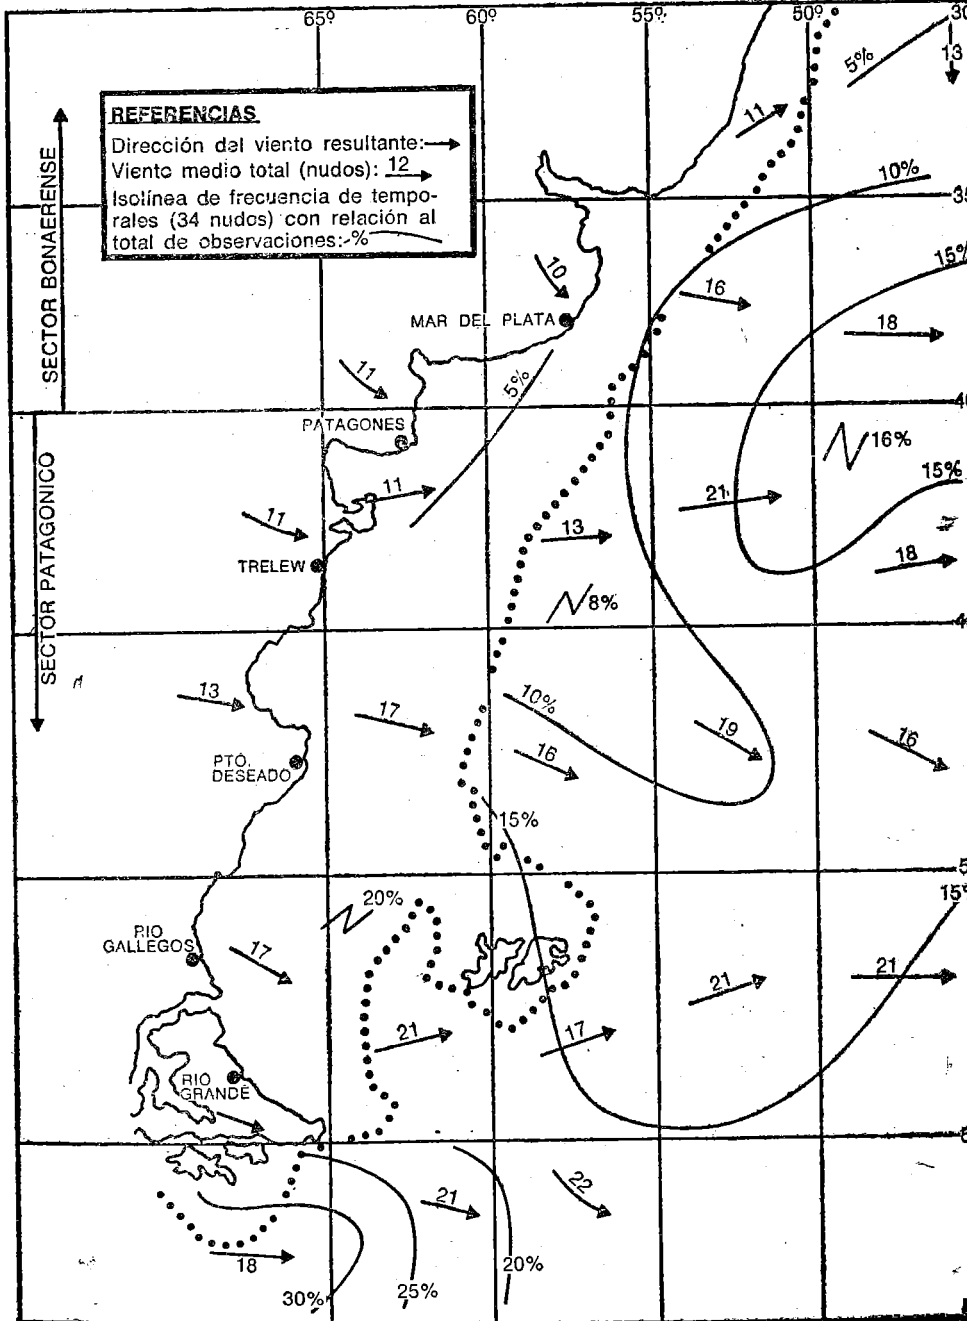 65º 60º 55º 50º 30
5%
13
REFERENCIAS
Dirección del viento resultante:
Viento medio total (nudos): 12
Isolínea de frecuencia de tempo-
rales (34 nudos) con relación al
total de observaciones:-%
11
SECTOR BONAERENSE
10%
35
10
16
15%
18
MAR DEL PLATA
11
5%
4
PATAGONES
16%
15%
SECTOR PATAGONICO
11
21
11
13
18
TRELEW
8%
4
13
10%
17
19
16
16
PTO.
DESEADO
15%
5
20%
15%
RIO
GALLEGOS
17
21
21
21
17
RIO
GRANDE
5
21
22
18
20%
25%
30%